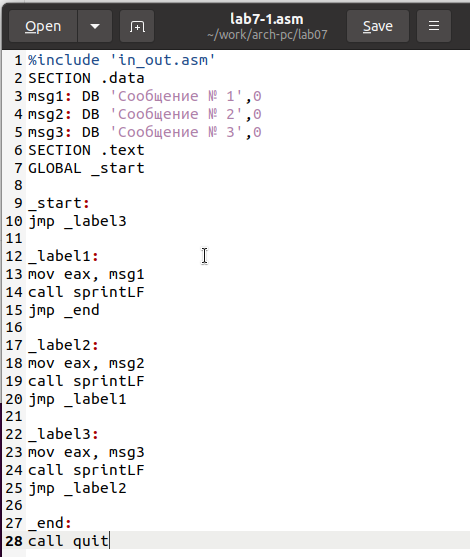 Open
lab7-1.asm
~/work/arch-pc/lab07
Save
1 %include 'in_out.asm'
2 SECTION .data
3 msg1: DB 'Сообщение № 1',0
4 msg2: DB 'Сообщение № 2',0
5 msg3: DB 'Сообщение № 3',0
6 SECTION .text
7 GLOBAL _start
8
9 _start:
10 jmp _label3
11
12 _label1:
13 mov eax, msg1
14 call sprintLF
15 jmp _end
16
17 _label2:
18 mov eax, msg2
19 call sprintLF
20 jmp _label1
21
22 _label3:
23 mov eax, msg3
24 call sprintLF
25 jmp _label2
26
27 _end:
28 call quit